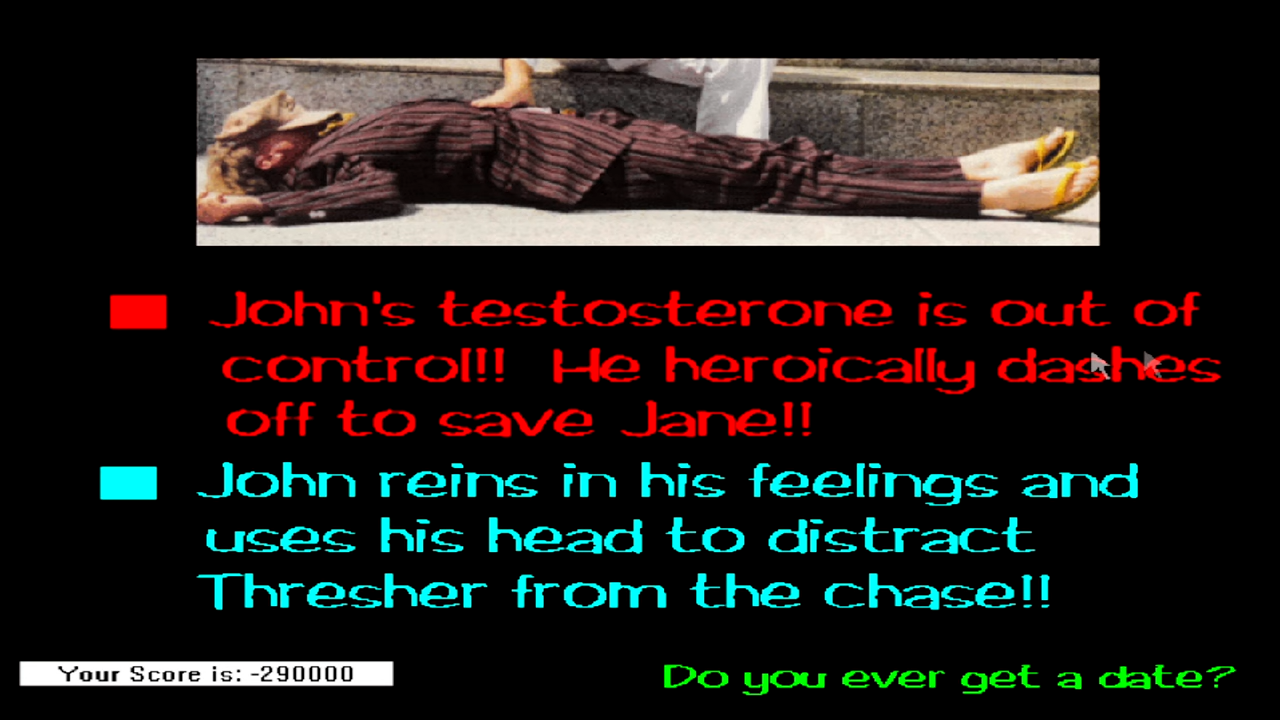 John's testosterone is out of
control!! He heroically dashes
off to save Jane!!
John reins in his feelings and
uses his head to distract
Thresher from the chase!!
Your Score is: -290000
Do you ever get a date?